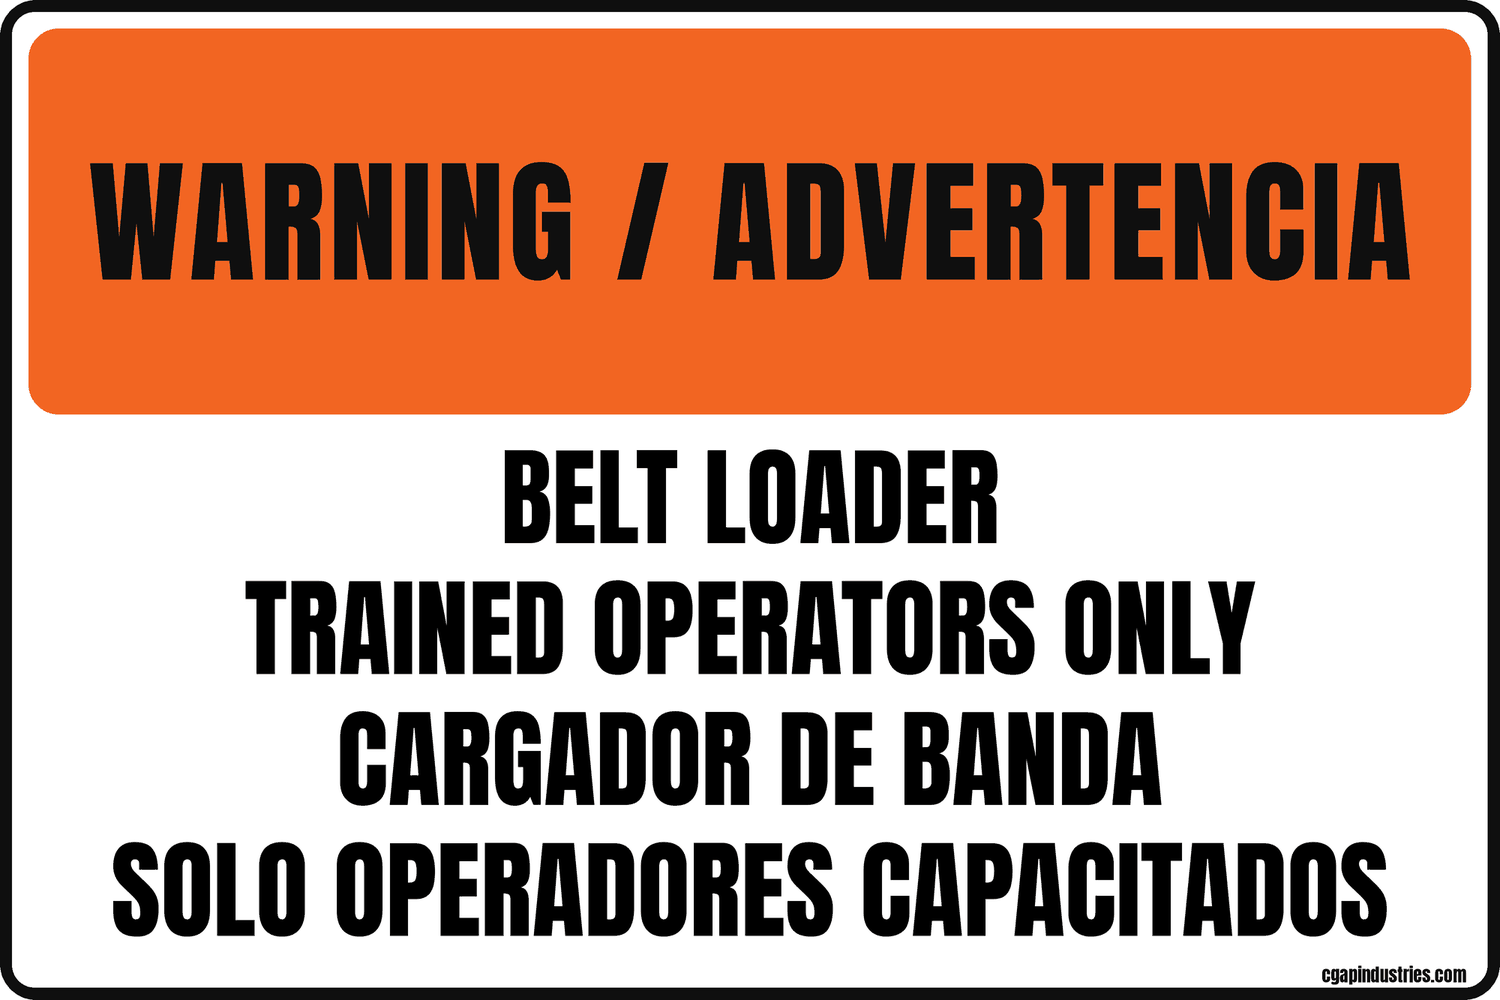 WARNING / ADVERTENCIA
BELT LOADER
TRAINED OPERATORS ONLY
CARGADOR DE BANDA
SOLO OPERADORES CAPACITADOS
cgapindustries.com